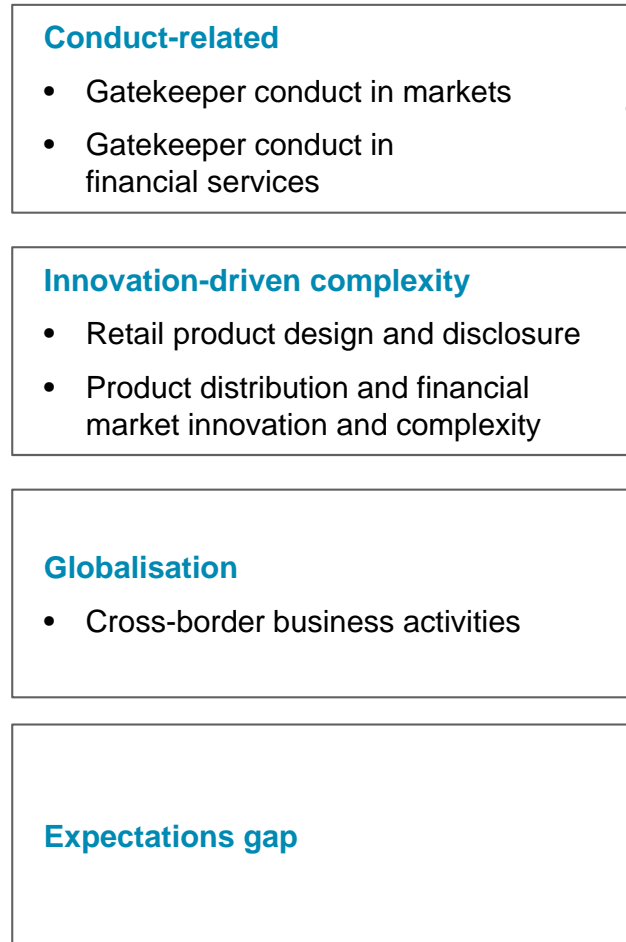 Conduct-related
• Gatekeeper conduct in markets
• Gatekeeper conduct in
financial services
Innovation-driven complexity
• Retail product design and disclosure
• Product distribution and financial
market innovation and complexity
Globalisation
• Cross-border business activities
Expectations gap